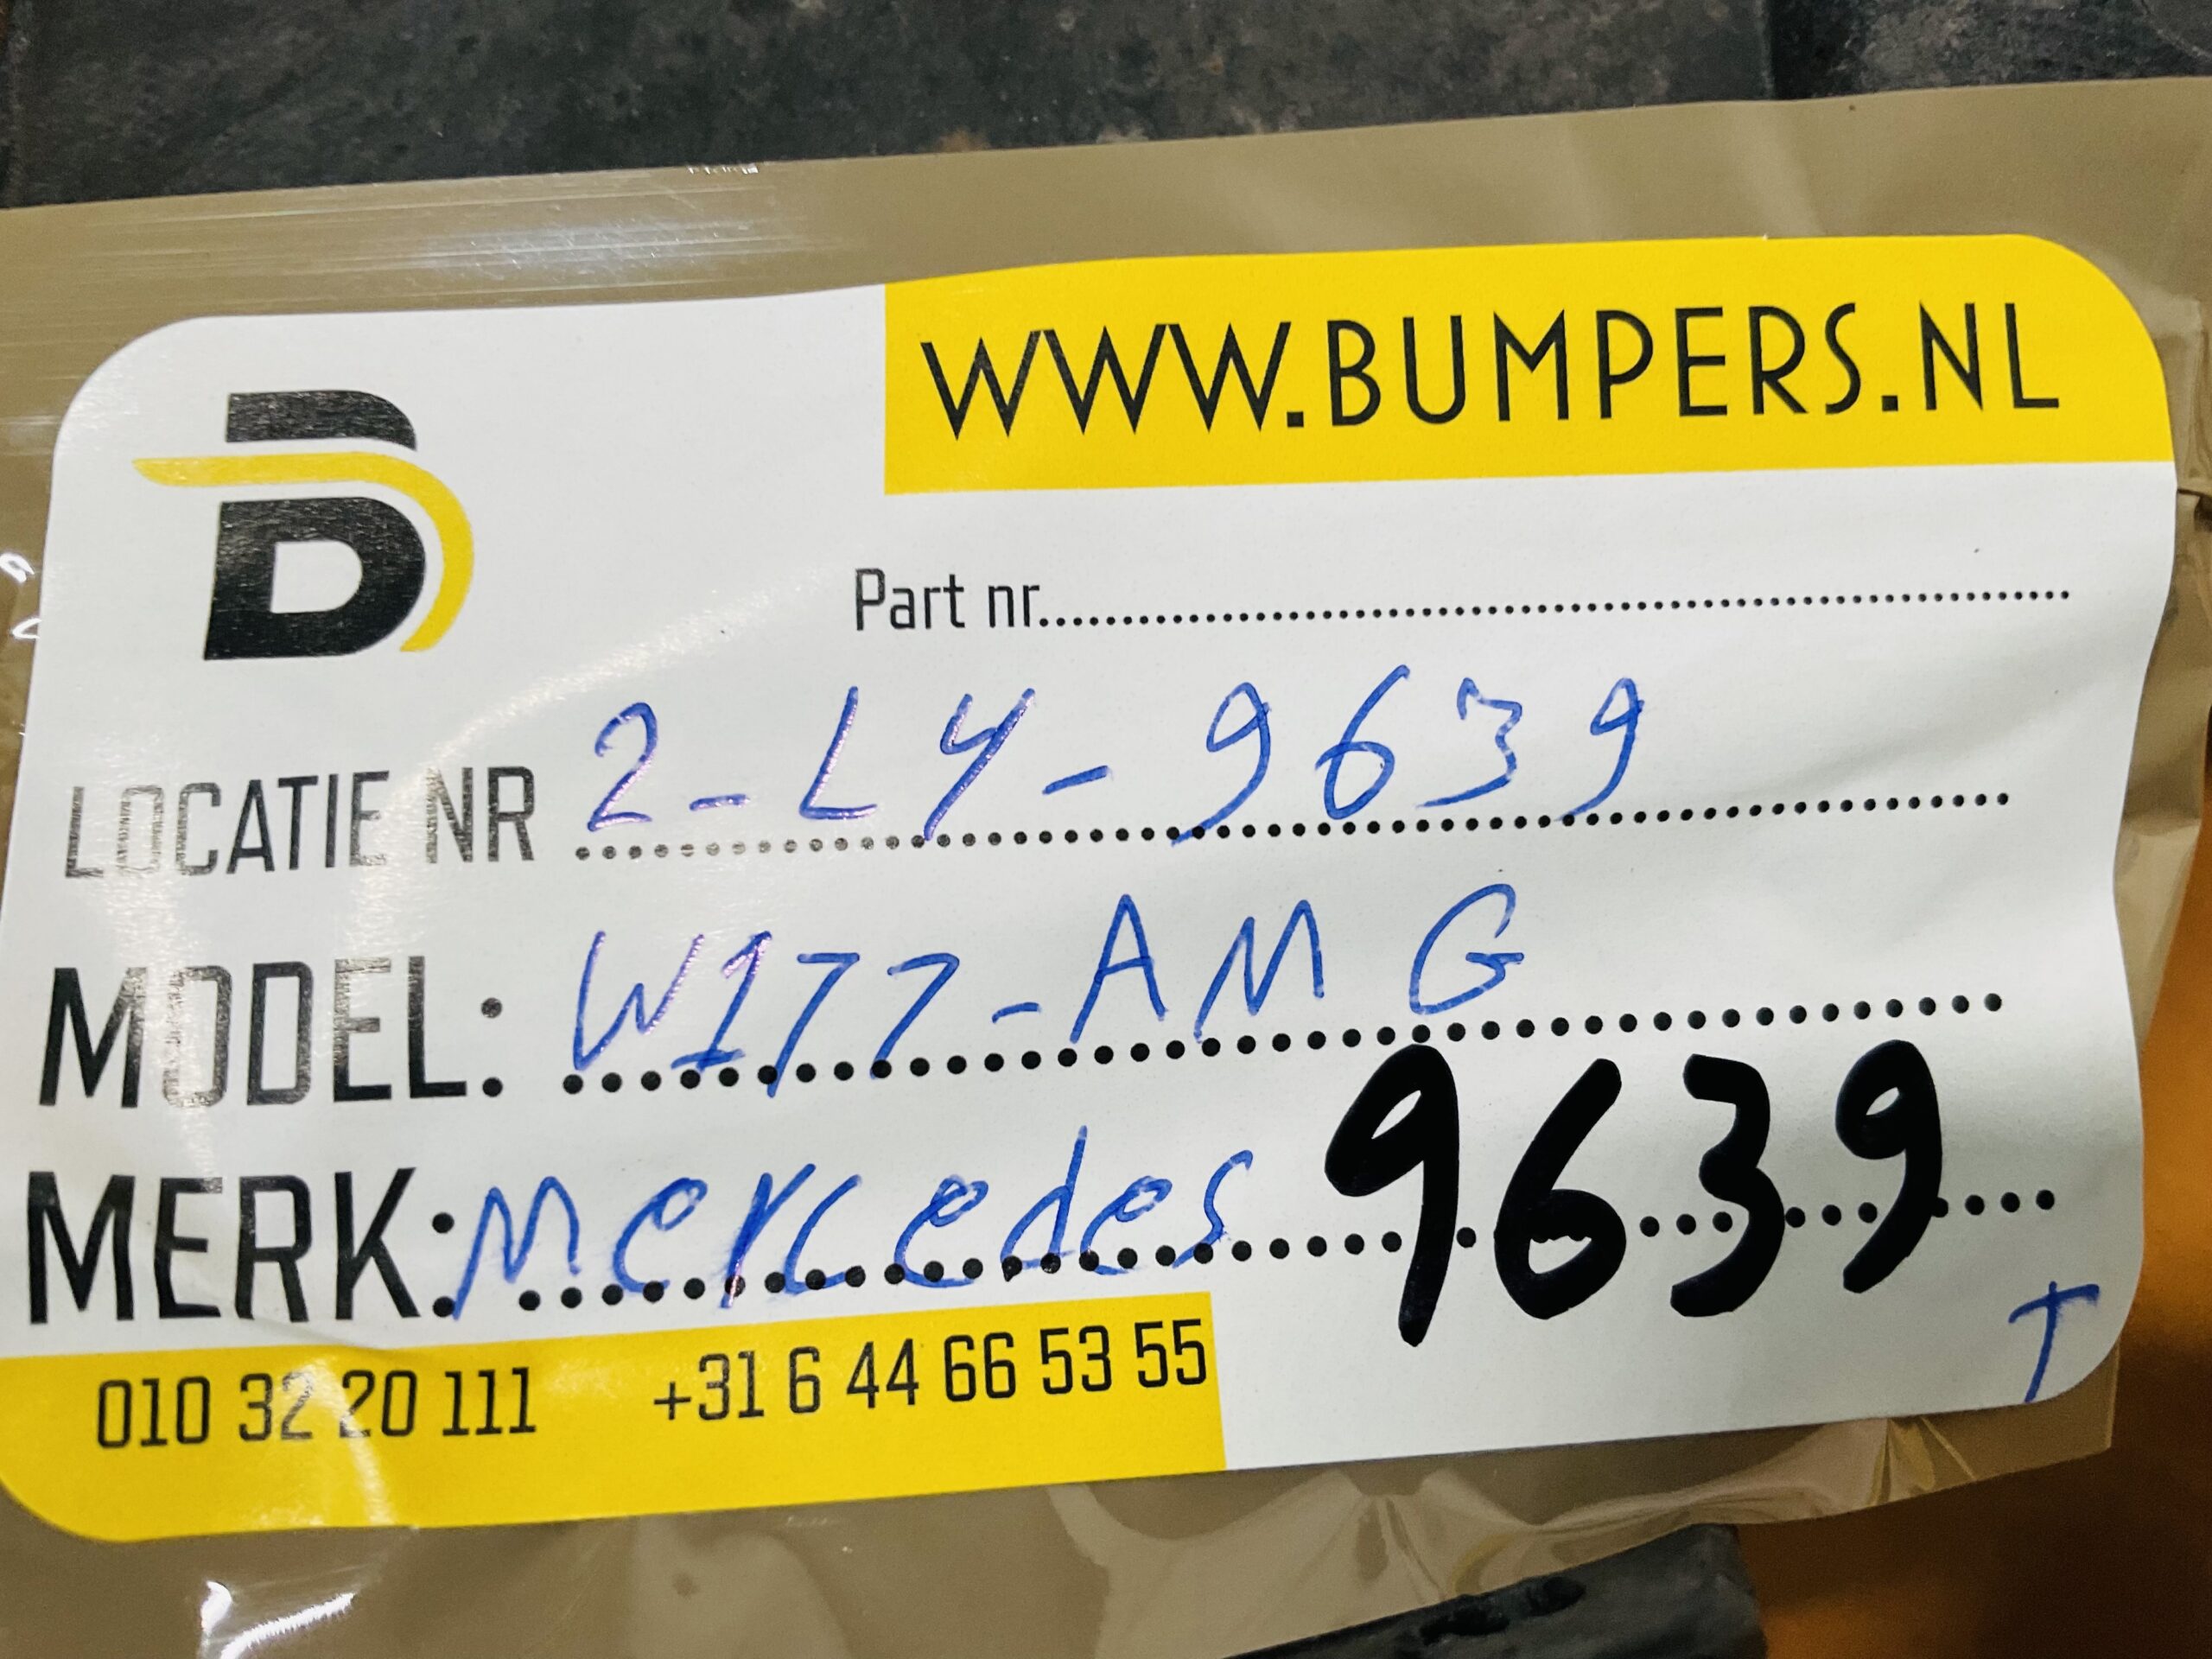 WWW.BUMPERS.NL
Part nr.........................................................
LOCATIE NR 2-L4-9639
MODEL: W177-AMG
MERK: Mercedes 9639
T
010 32 20 111 +31 6 44 66 53 55